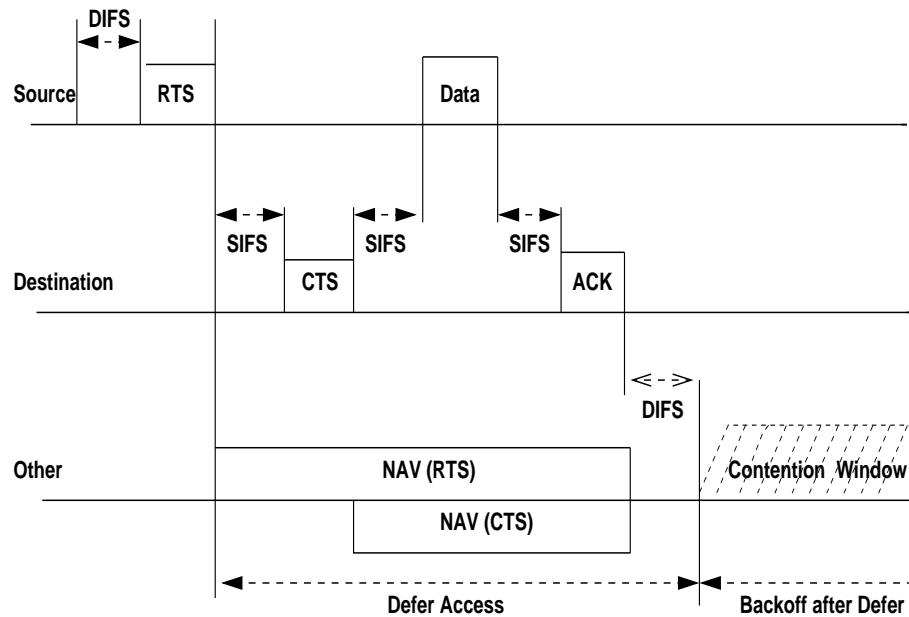 DIFS
Source
RTS
Data
SIFS
SIFS
SIFS
Destination
CTS
ACK
DIFS
Other
NAV (RTS)
Contention Window
NAV (CTS)
Defer Access
Backoff after Defer